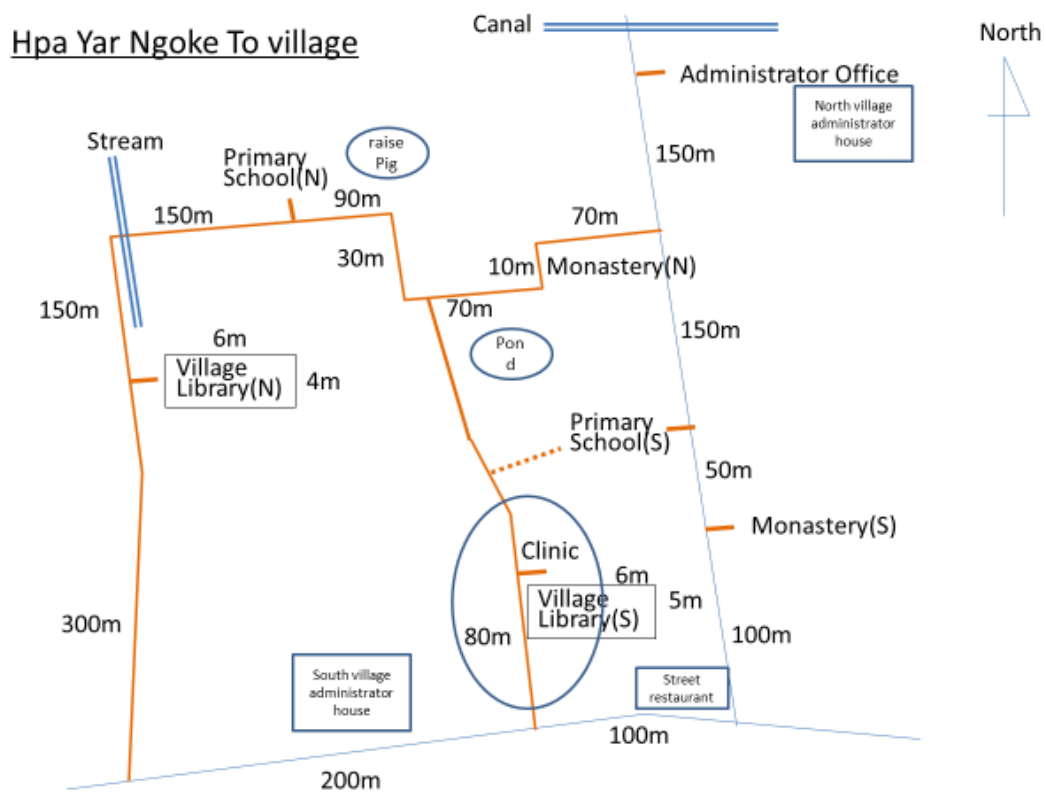 Canal
Hpa Yar Ngoke To village
North
Administrator Office
North village
administrator
house
Stream
raise
Pig
Primary
School(N)
150m
90m
150m
70m
30m
10m
Monastery(N)
150m
70m
150m
6m
Village
Library(N)
4m
Pon
d
Primary
School(S)
50m
Monastery(S)
Clinic
6m
Village
Library(S)
5m
300m
80m
100m
South village
administrator
house
Street
restaurant
100m
200m